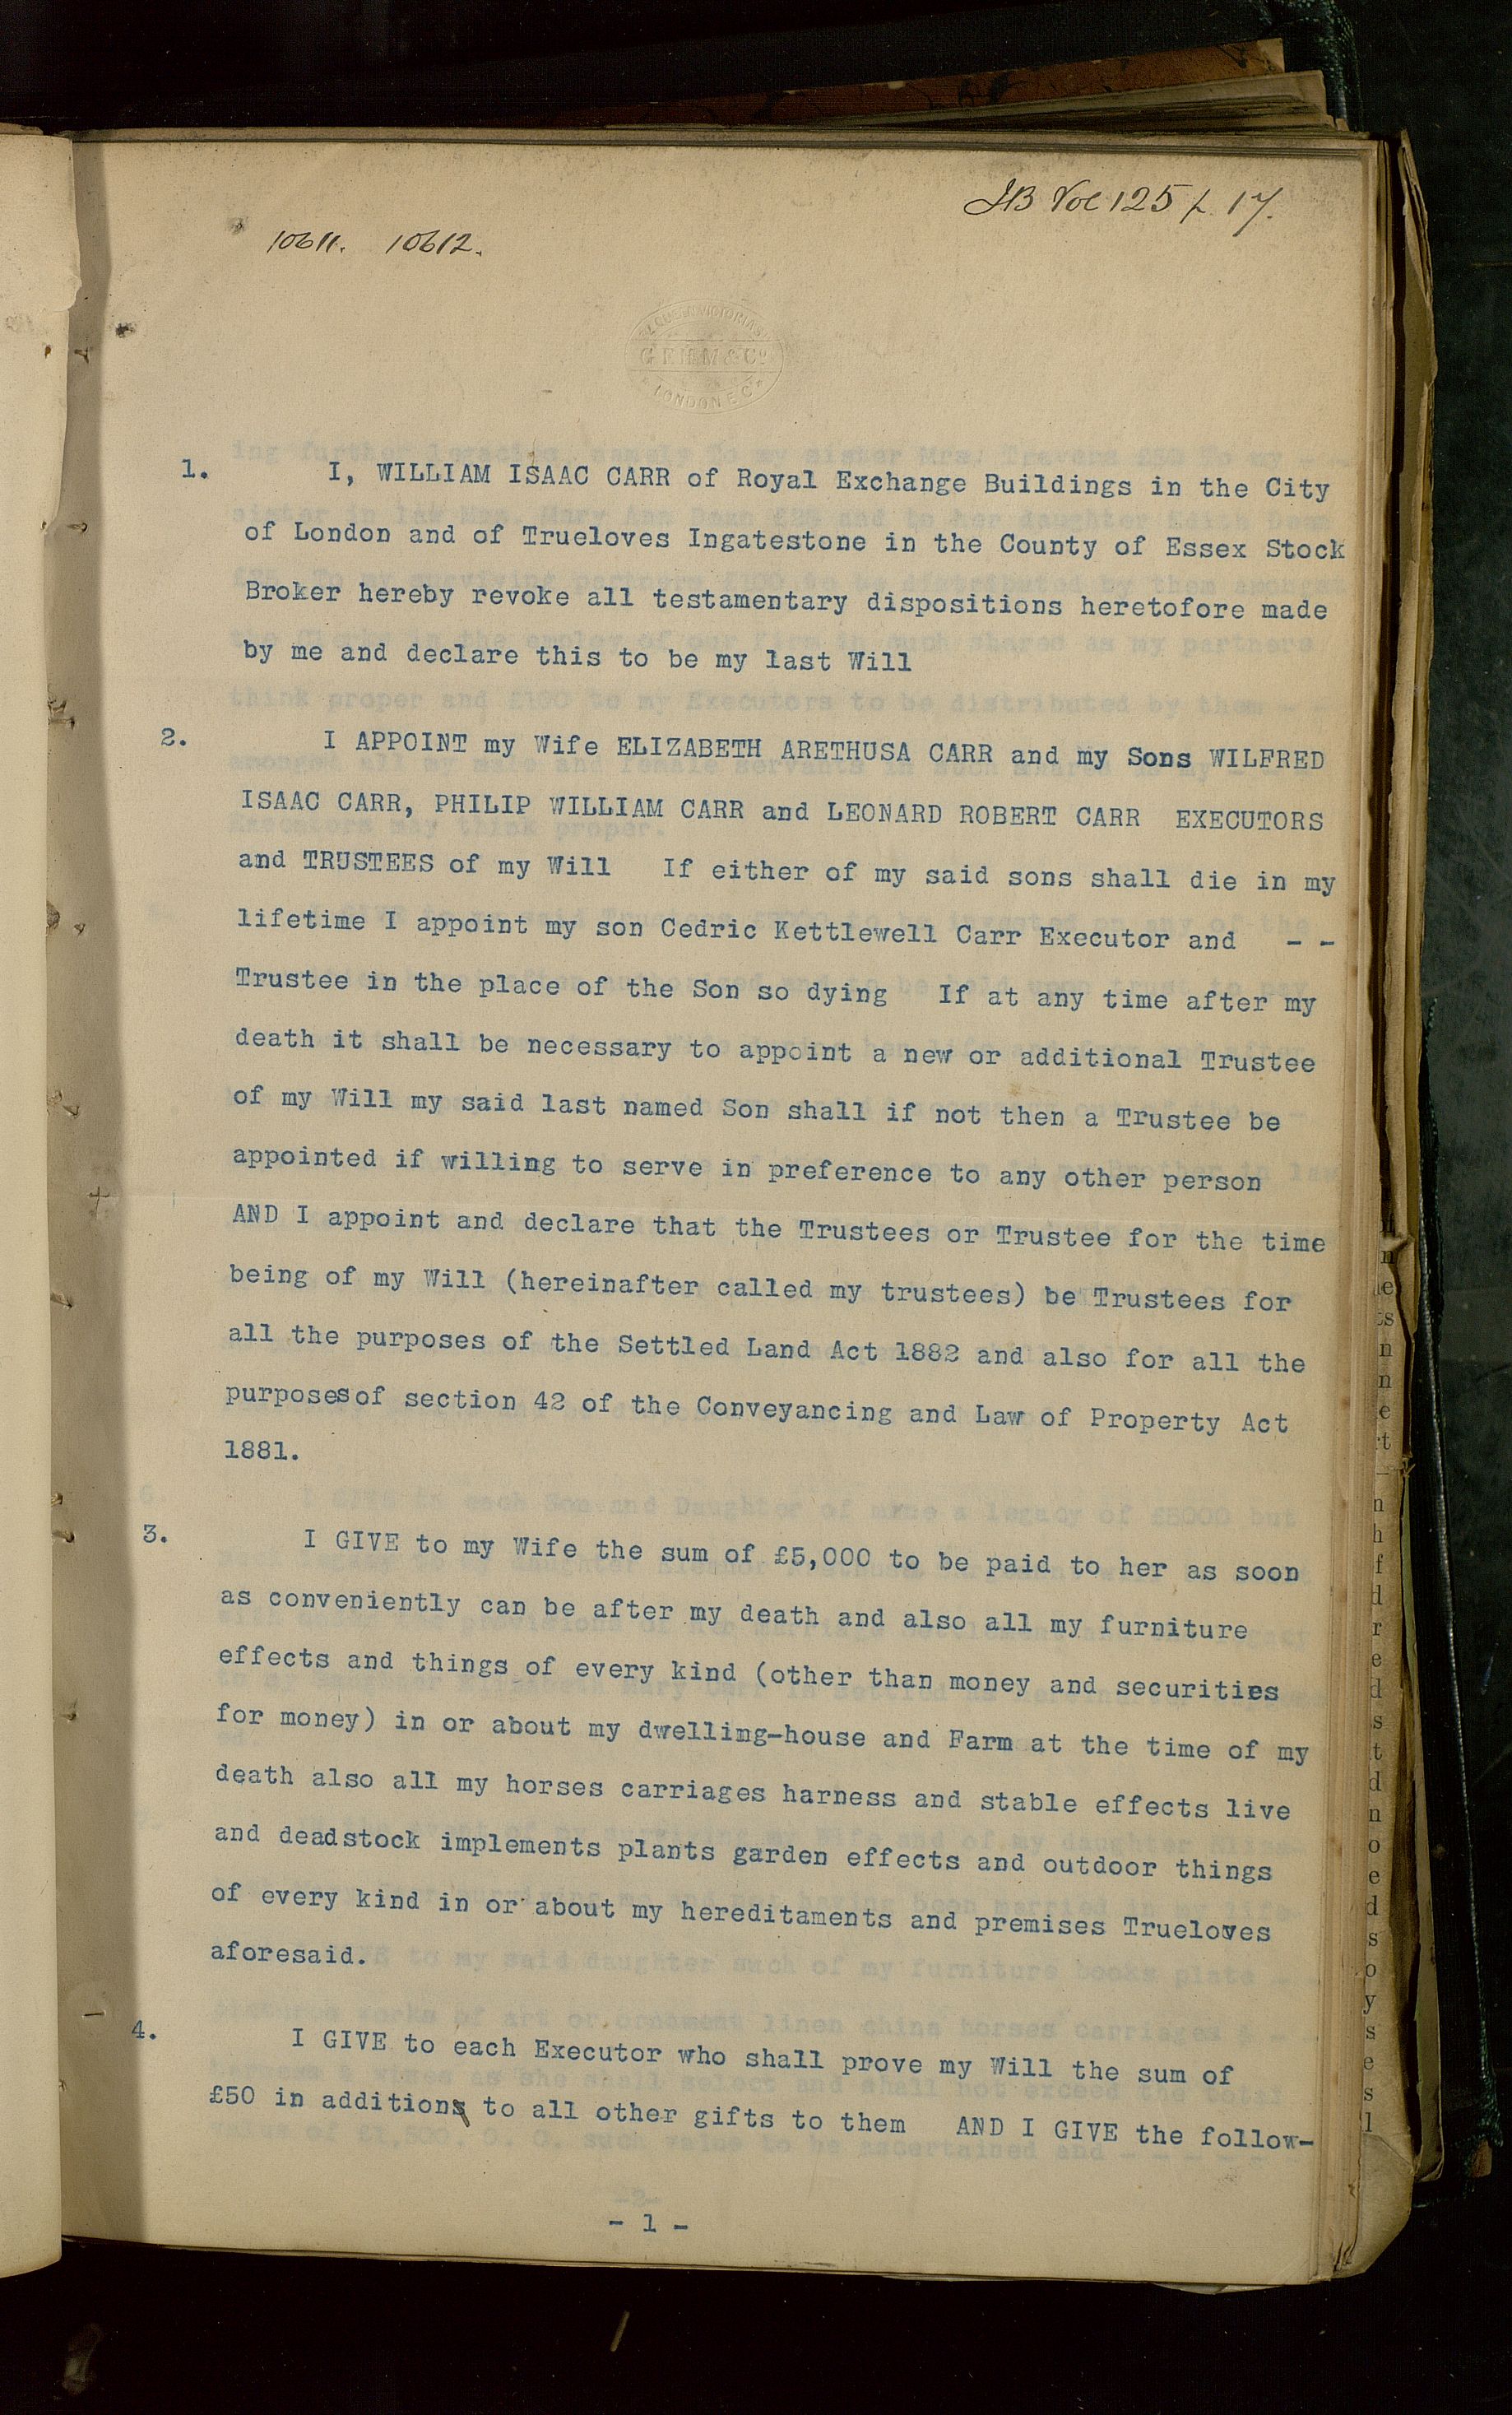 JB Vol 125 f. 17.
10611. 10612.
QUEEN VICTORIA
& Co
LONDON E C
1. I, WILLIAM ISAAC CARR of Royal Exchange Buildings in the City
of London and of Trueloves Ingatestone in the County of Essex Stock
Broker hereby revoke all testamentary dispositions heretofore made
by me and declare this to be my last Will
2. I APPOINT my Wife ELIZABETH ARETHUSA CARR and my Sons WILFRED
ISAAC CARR, PHILIP WILLIAM CARR and LEONARD ROBERT CARR EXECUTORS
and TRUSTEES of my Will If either of my said sons shall die in my
lifetime I appoint my son Cedric Kettlewell Carr Executor and - -
Trustee in the place of the Son so dying If at any time after my
death it shall be necessary to appoint a new or additional Trustee
of my Will my said last named Son shall if not then a Trustee be
appointed if willing to serve in preference to any other person
AND I appoint and declare that the Trustees or Trustee for the time
being of my Will (hereinafter called my trustees) be Trustees for
all the purposes of the Settled Land Act 1882 and also for all the
purposes of section 42 of the Conveyancing and Law of Property Act
1881.
3. I GIVE to my Wife the sum of £5,000 to be paid to her as soon
as conveniently can be after my death and also all my furniture
effects and things of every kind (other than money and securities
for money) in or about my dwelling-house and Farm at the time of my
death also all my horses carriages harness and stable effects live
and deadstock implements plants garden effects and outdoor things
of every kind in or about my hereditaments and premises Trueloves
aforesaid.
4. I GIVE to each Executor who shall prove my Will the sum of
£50 in addition to all other gifts to them AND I GIVE the follow-
- 1 -